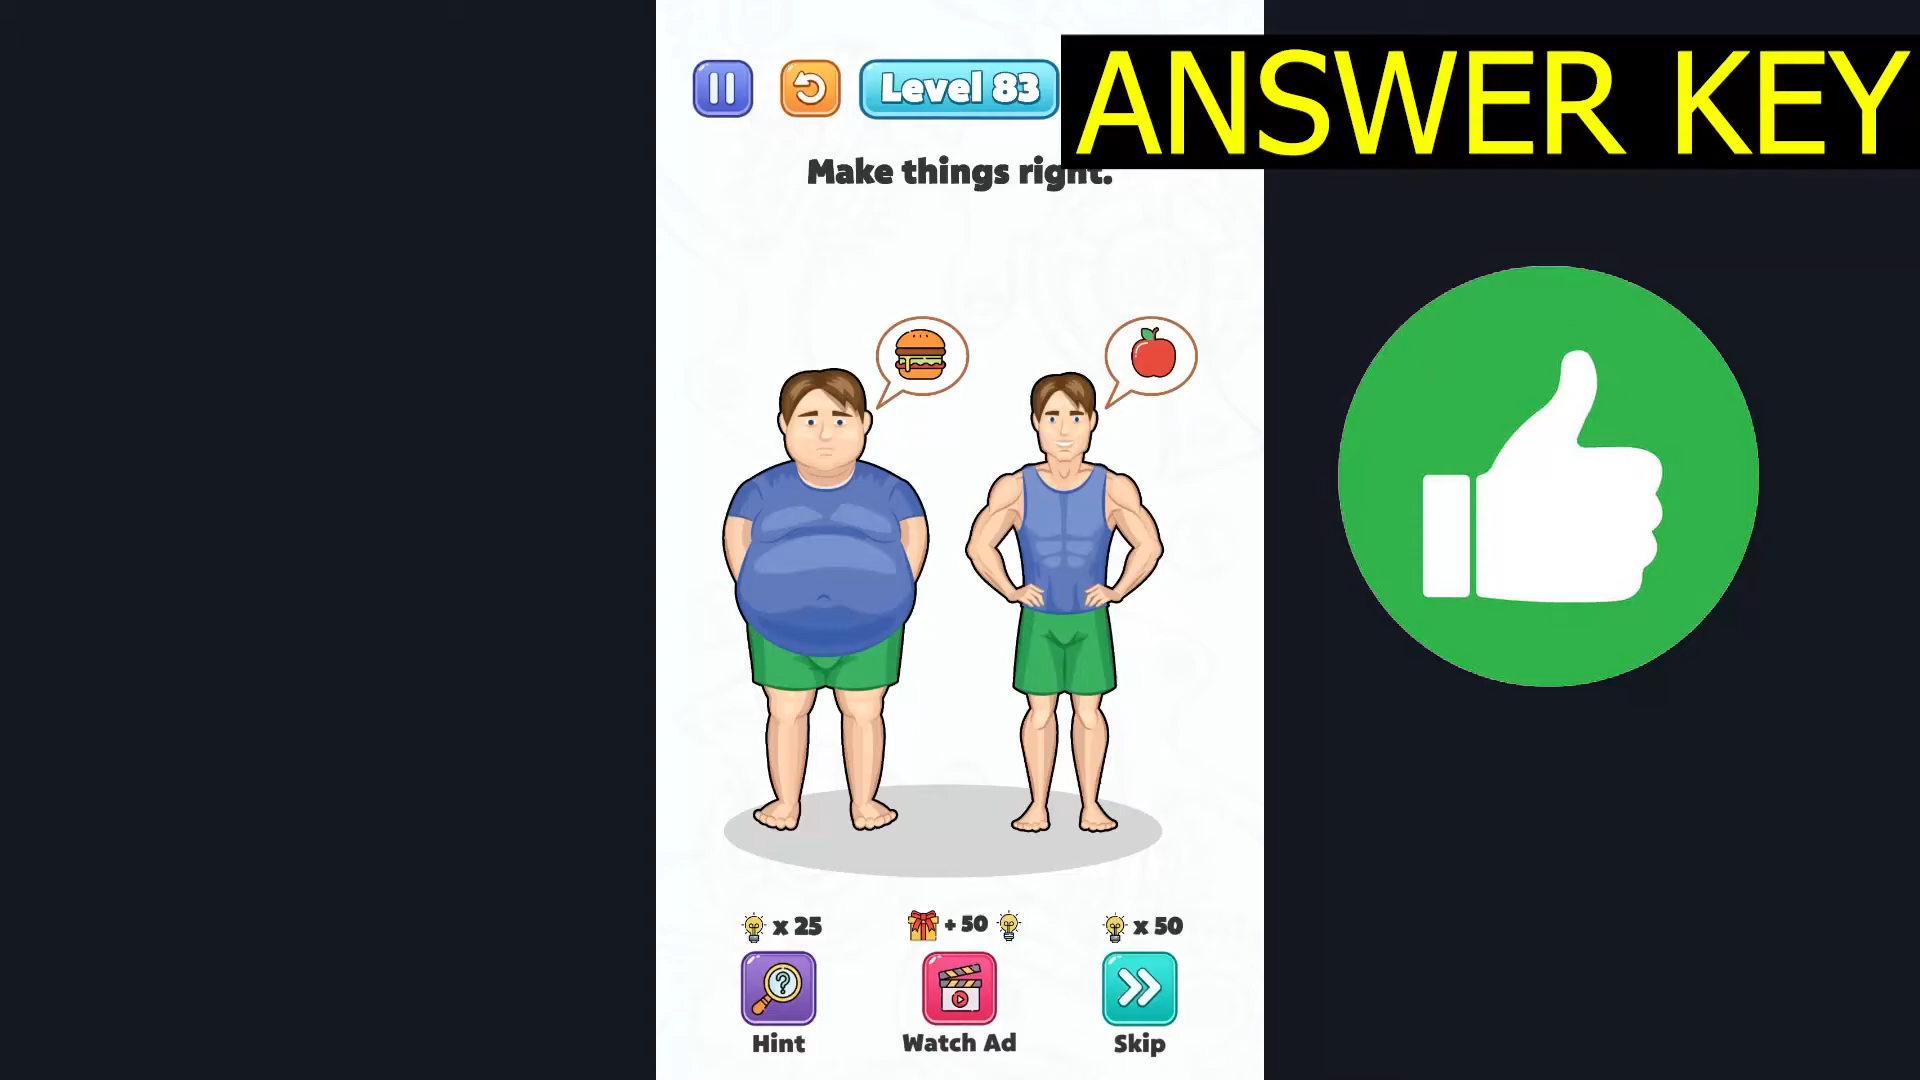 Level 83
ANSWER KEY
Make things right.
x 25
+ 50
x 50
?
Hint
Watch Ad
Skip